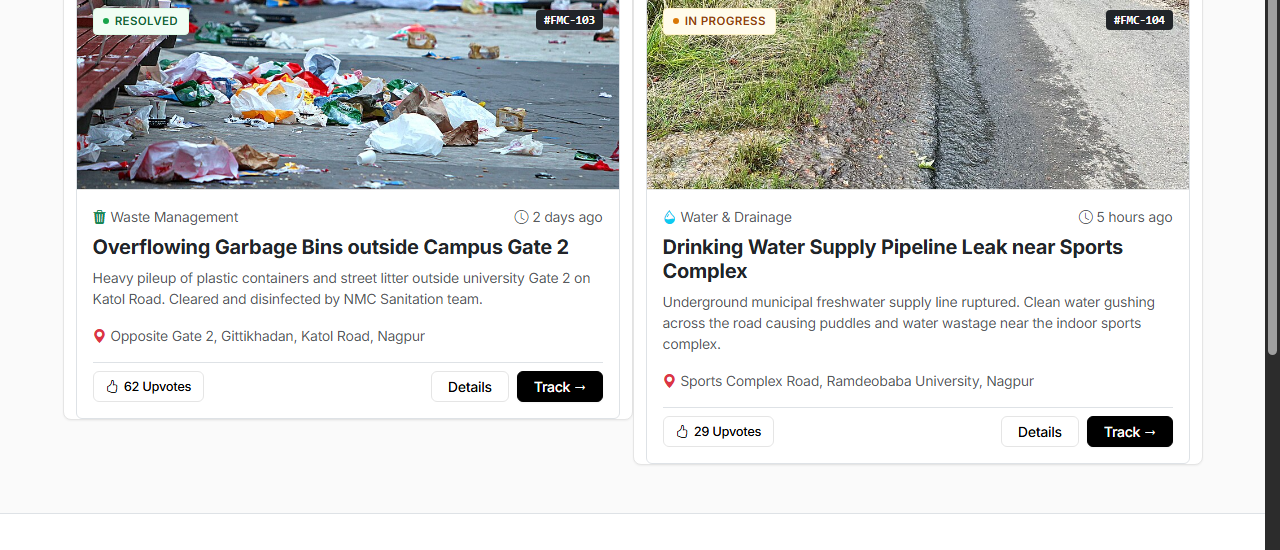 RESOLVED
#FMC-103
Waste Management
2 days ago
Overflowing Garbage Bins outside Campus Gate 2
Heavy pileup of plastic containers and street litter outside university Gate 2 on
Katol Road. Cleared and disinfected by NMC Sanitation team.
Opposite Gate 2, Gittikhadan, Katol Road, Nagpur
62 Upvotes
Details
Track →
IN PROGRESS
#FMC-104
Water & Drainage
5 hours ago
Drinking Water Supply Pipeline Leak near Sports
Complex
Underground municipal freshwater supply line ruptured. Clean water gushing
across the road causing puddles and water wastage near the indoor sports
complex.
Sports Complex Road, Ramdeobaba University, Nagpur
29 Upvotes
Details
Track →